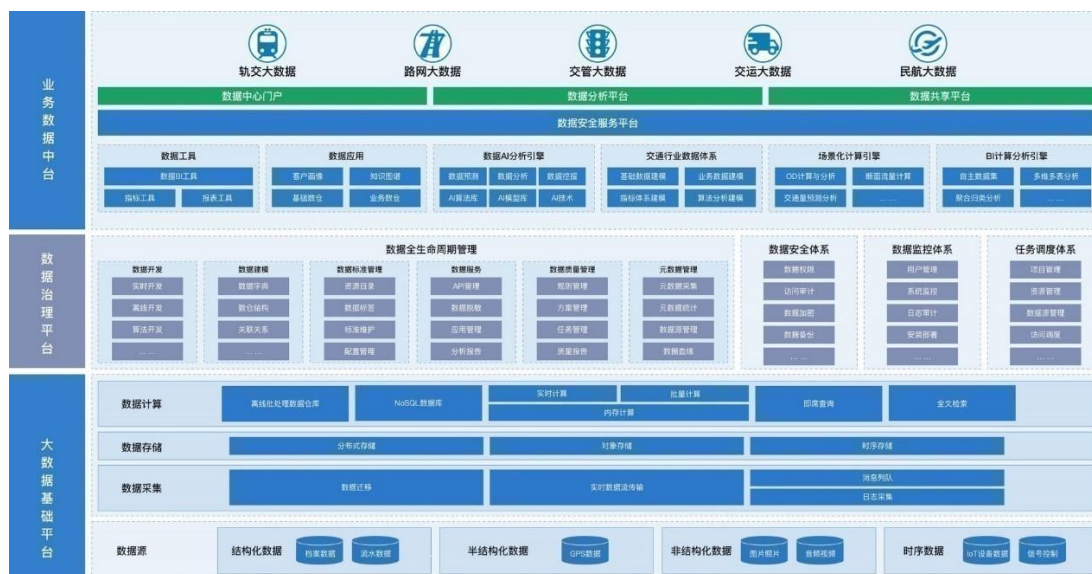 业务数据中台
轨交大数据
路网大数据
交管大数据
交运大数据
民航大数据
数据中心门户
数据分析平台
数据共享平台
数据安全服务平台
数据工具
数据BI工具
指标工具
报表工具
数据应用
客户画像
知识图谱
基础数仓
业务数仓
数据AI分析引擎
数据预测
数据分析
数据挖掘
AI算法库
AI模型库
AI技术
交通行业数据体系
基础数据建模
业务数据建模
指标体系建模
算法分析建模
场景化计算引擎
OD计算与分析
断面流量计算
交通量预测分析
... ...
BI计算分析引擎
自主数据集
多维多表分析
聚合归类分析
... ...
数据治理平台
数据全生命周期管理
数据开发
实时开发
离线开发
算法开发
... ...
数据建模
数据字典
数仓结构
关联关系
... ...
数据标准管理
资源目录
数据标签
标准维护
配置管理
数据服务
API管理
数据脱敏
应用管理
分析报告
数据质量管理
规则管理
方案管理
任务管理
质量报告
元数据管理
元数据采集
元数据统计
数据源管理
数据血缘
数据安全体系
数据权限
访问审计
数据加密
数据备份
... ...
数据监控体系
用户管理
系统监控
日志审计
安装部署
... ...
任务调度体系
项目管理
资源管理
数据源管理
访问调度
... ...
大数据基础平台
数据计算
离线批处理数据仓库
NoSQL数据库
实时计算
批量计算
内存计算
即席查询
全文检索
数据存储
分布式存储
对象存储
时序存储
数据采集
数据迁移
实时数据流传输
消息列队
日志采集
数据源
结构化数据
档案数据
流水数据
半结构化数据
GPS数据
非结构化数据
图片照片
音频视频
时序数据
IoT设备数据
信号控制